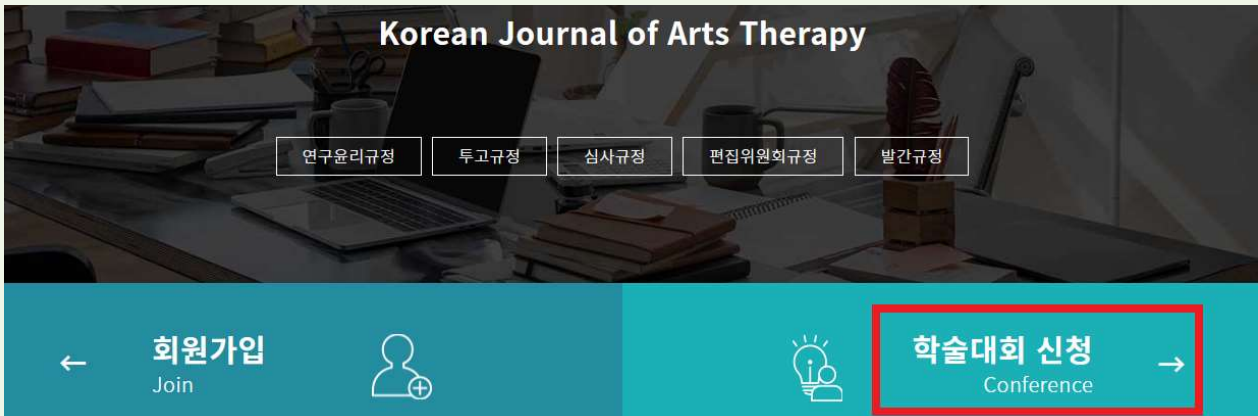 Korean Journal of Arts Therapy
연구윤리규정 투고규정 심사규정 편집위원회규정 발간규정
← 회원가입
Join
학술대회 신청 →
Conference